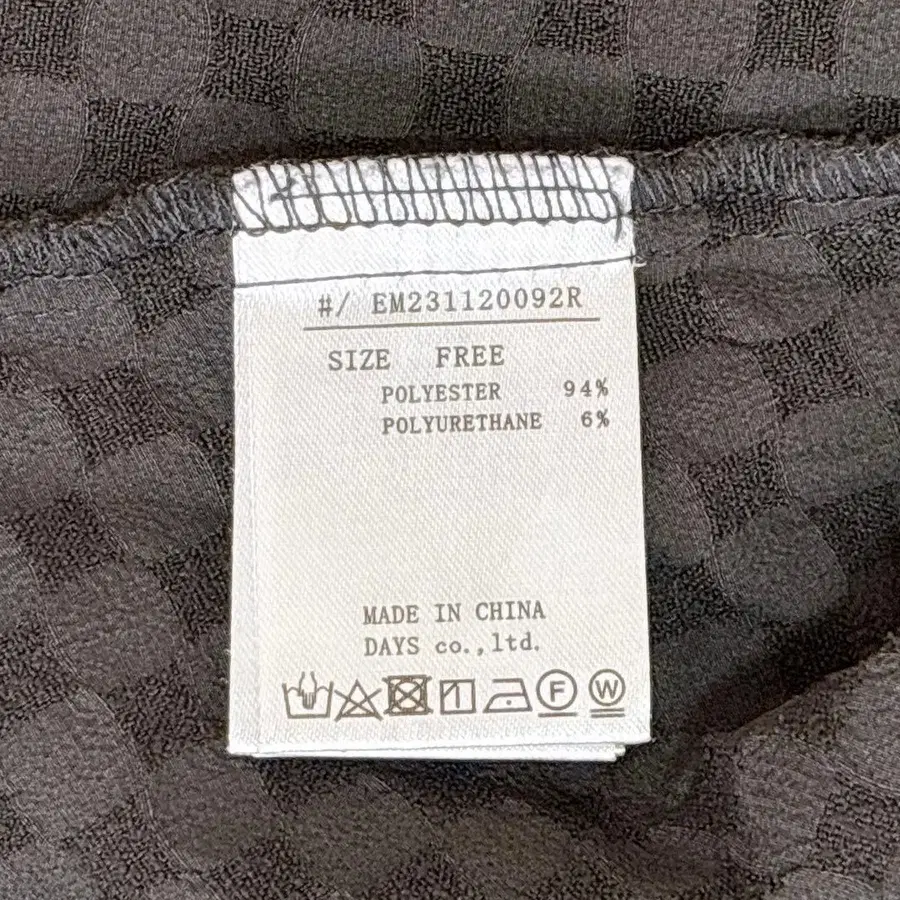 #/ EM231120092R
SIZE FREE
POLYESTER 94%
POLYURETHANE 6%
MADE IN CHINA
DAYS co.,ltd.
F W